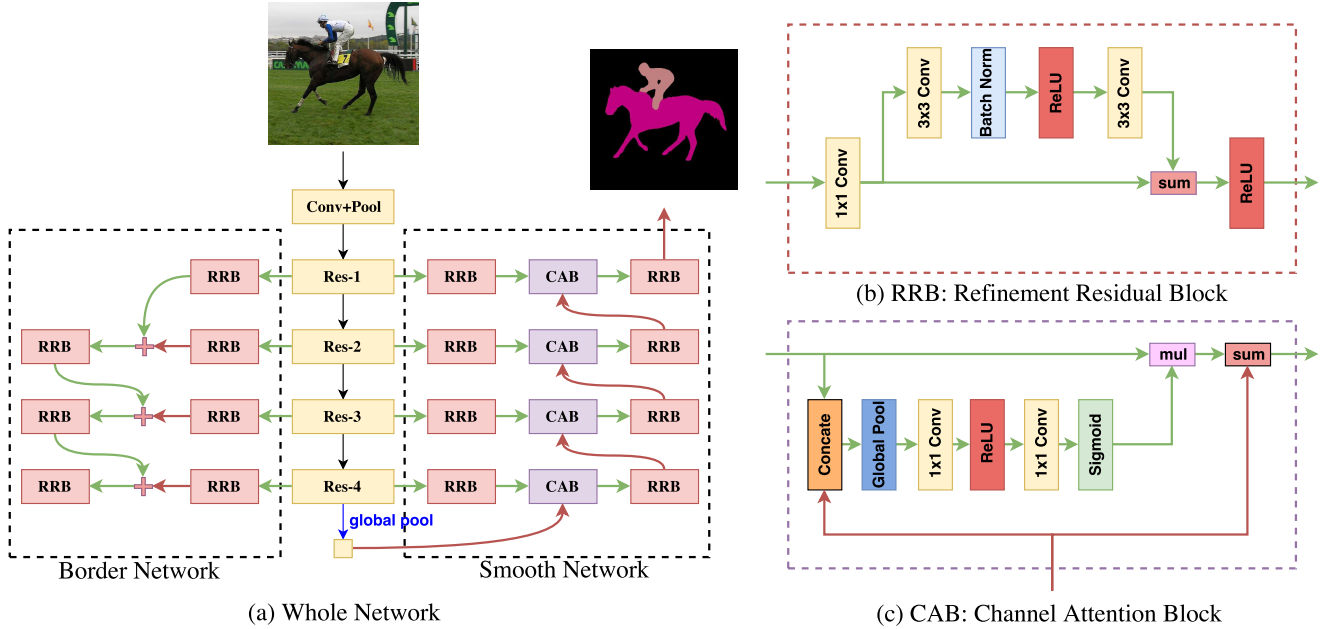 Conv+Pool
RRB Res-1 RRB CAB RRB
RRB RRB Res-2 RRB CAB RRB
RRB RRB Res-3 RRB CAB RRB
RRB RRB Res-4 RRB CAB RRB
global pool
Border Network Smooth Network
(a) Whole Network
1x1 Conv
3x3 Conv
Batch Norm
ReLU
3x3 Conv
sum
ReLU
(b) RRB: Refinement Residual Block
mul sum
Concate
Global Pool
1x1 Conv
ReLU
1x1 Conv
Sigmoid
(c) CAB: Channel Attention Block